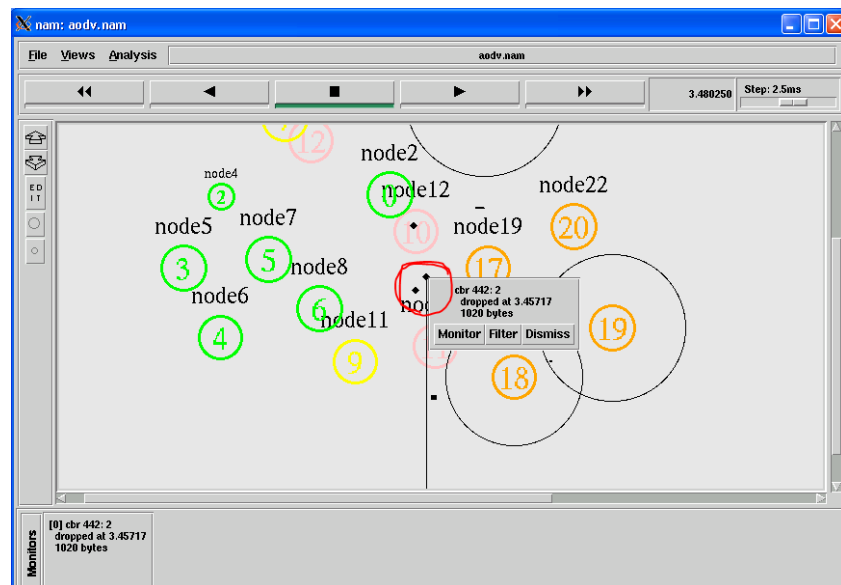 nam: aodv.nam
File Views Analysis
aodv.nam
3.480250
Step: 2.5ms
ED
IT
12
node2
node4
node12
node22
2
0
node5
node7
10
node19
20
3
5
node8
17
node6
6
cbr 442: 2
dropped at 3.45717
1020 bytes
Monitor Filter Dismiss
4
node11
9
19
18
Monitors
[0] cbr 442: 2
dropped at 3.45717
1020 bytes